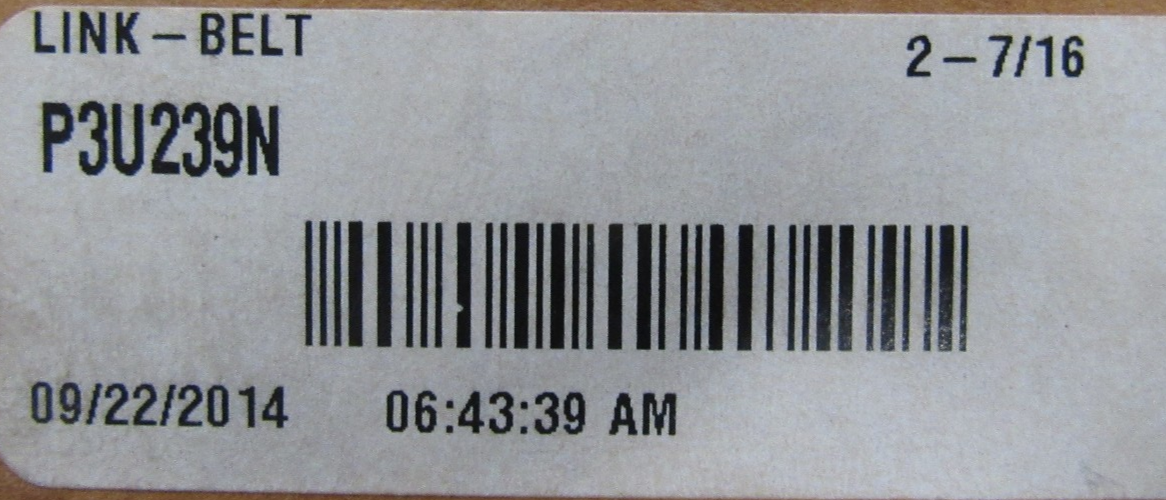 LINK-BELT
2-7/16
P3U239N
09/22/2014 06:43:39 AM